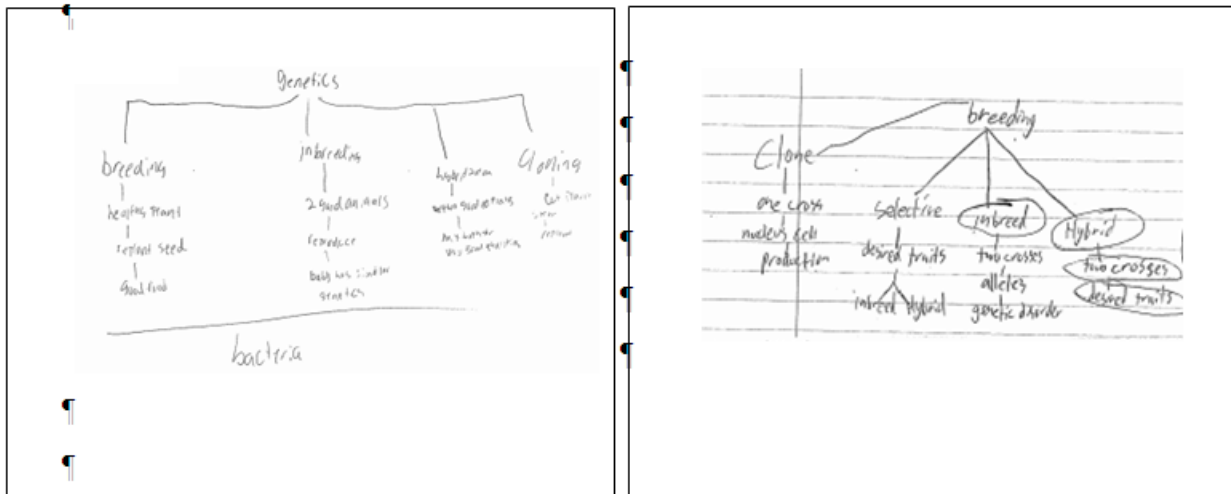 genetics
breeding
inbreeding
Cloning
healthy plant
2 good animals
replant seed
reproduce
good food
Baby has similar
genetics
bacteria
breeding
Clone
one cross
nucleus cell
production
selective
desired traits
inbreed Hybrid
inbreed
two crosses
alleles
genetic disorder
Hybrid
two crosses
desired traits